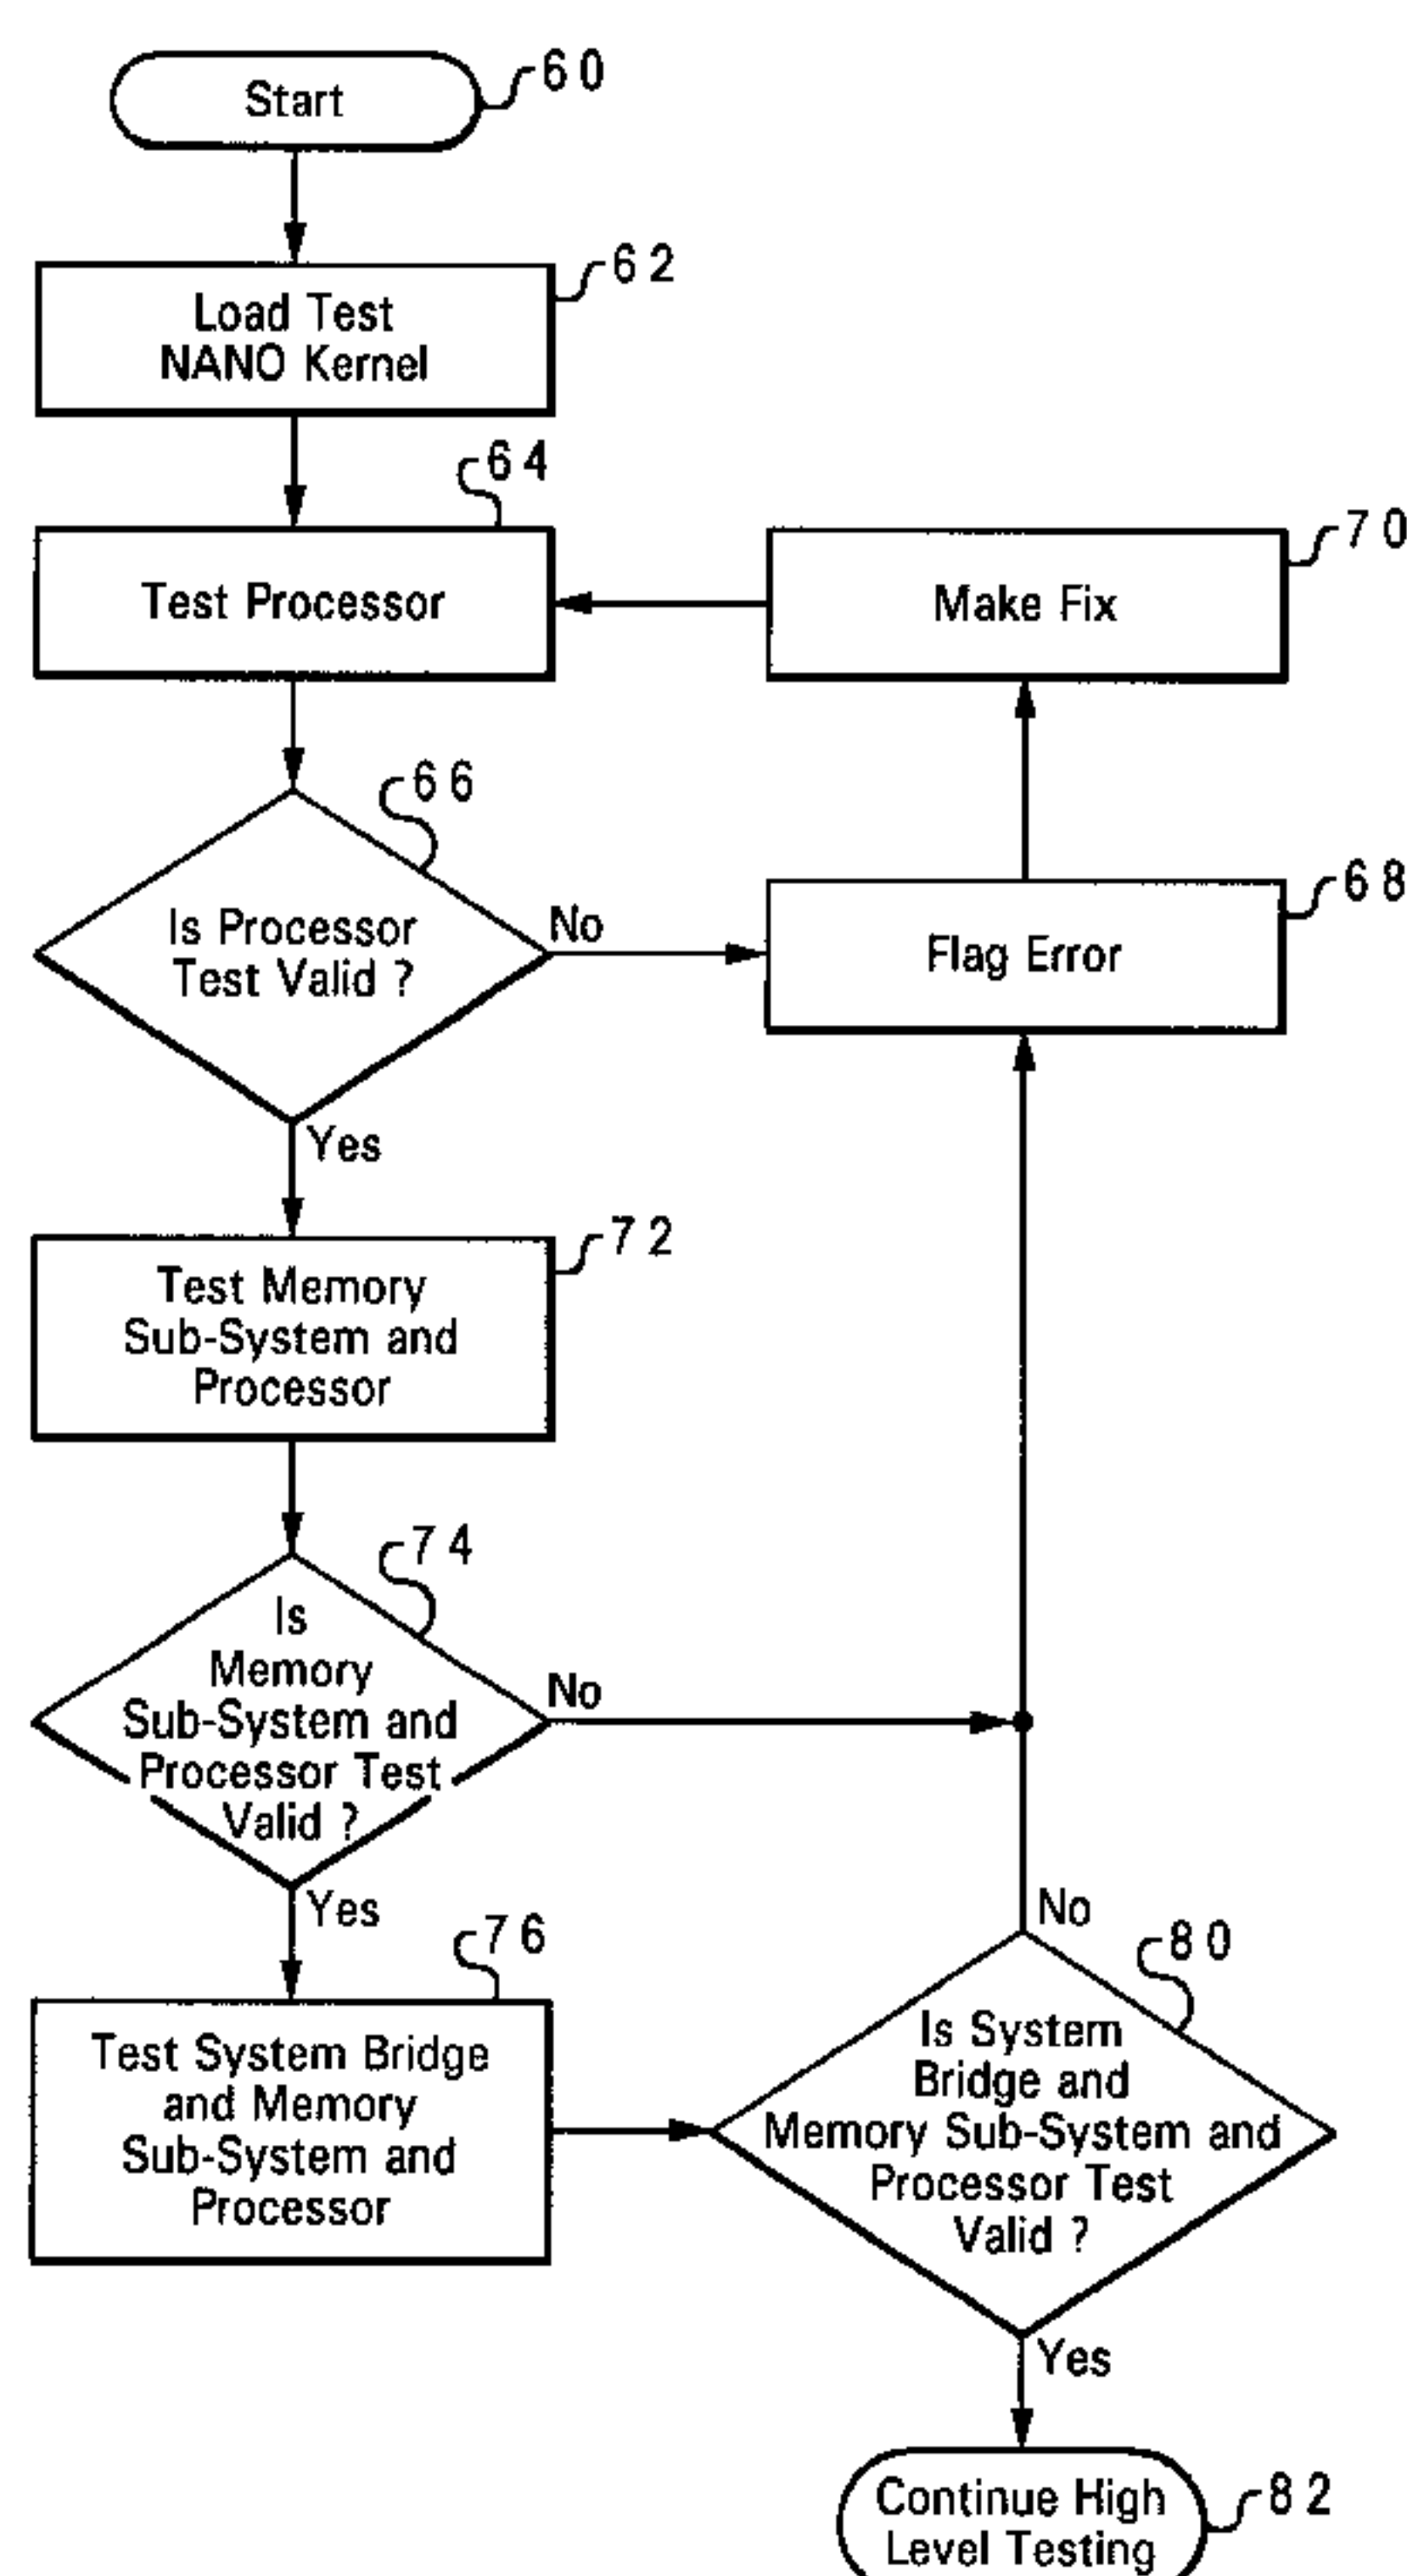 Start
60
Load Test
NANO Kernel
62
64
Test Processor
Make Fix
70
66
Is Processor
Test Valid ?
No
Flag Error
68
Yes
Test Memory
Sub-System and
Processor
72
74
Is
Memory
Sub-System and
Processor Test
Valid ?
No
Yes
76
Test System Bridge
and Memory
Sub-System and
Processor
No
80
Is System
Bridge and
Memory Sub-System and
Processor Test
Valid ?
Yes
Continue High
Level Testing
82